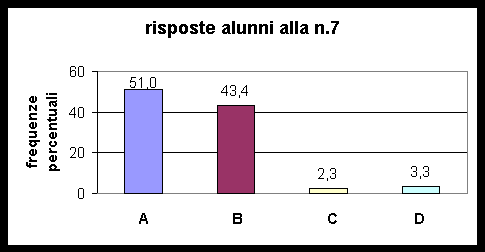 risposte alunni alla n.7
frequenze
percentuali
60
40
20
0
51,0
43,4
2,3
3,3
A B C D